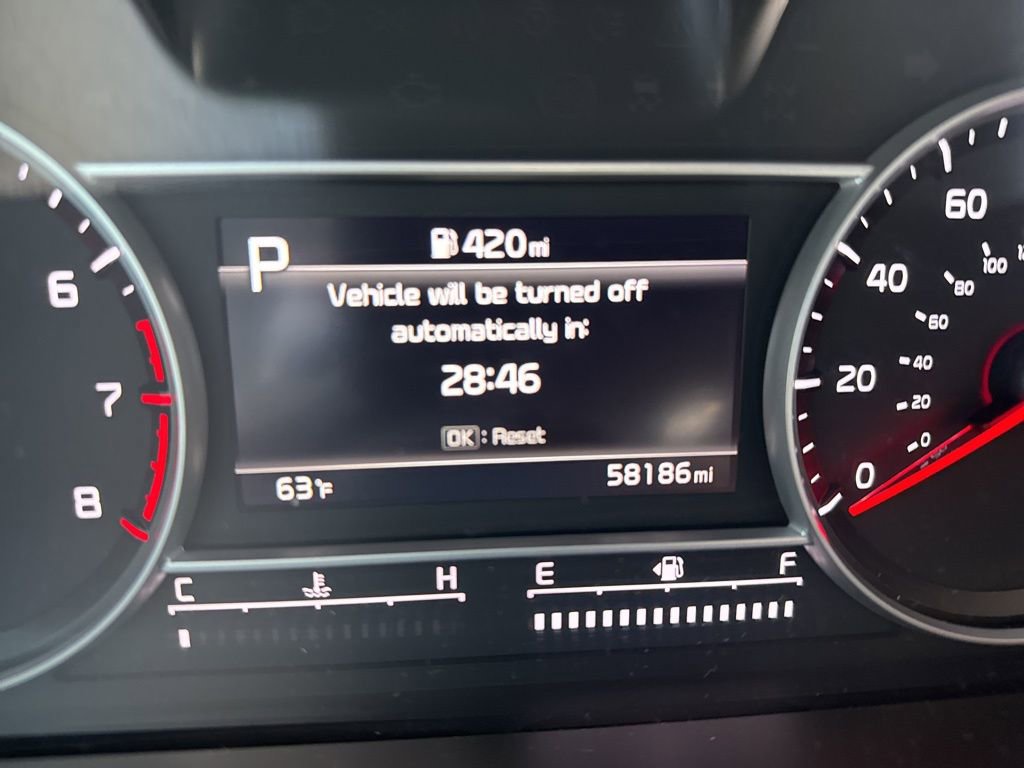 P
420mi
Vehicle will be turned off
automatically in:
28:46
OK : Reset
63°F
58186mi
6
7
8
C H
E F
60
40
20
0
100
80
60
40
20
0